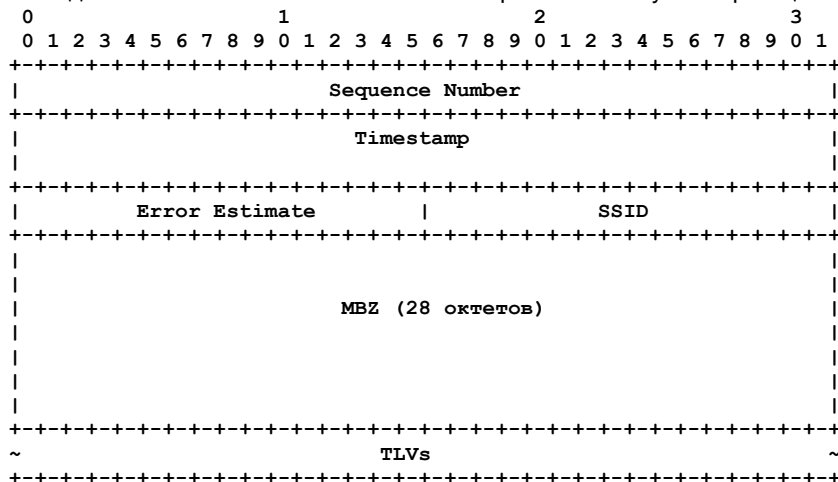 0                   1                   2                   3
0 1 2 3 4 5 6 7 8 9 0 1 2 3 4 5 6 7 8 9 0 1 2 3 4 5 6 7 8 9 0 1
+-+-+-+-+-+-+-+-+-+-+-+-+-+-+-+-+-+-+-+-+-+-+-+-+-+-+-+-+-+-+-+-+
|                        Sequence Number                        |
+-+-+-+-+-+-+-+-+-+-+-+-+-+-+-+-+-+-+-+-+-+-+-+-+-+-+-+-+-+-+-+-+
|                          Timestamp                            |
|                                                               |
+-+-+-+-+-+-+-+-+-+-+-+-+-+-+-+-+-+-+-+-+-+-+-+-+-+-+-+-+-+-+-+-+
|         Error Estimate        |             SSID              |
+-+-+-+-+-+-+-+-+-+-+-+-+-+-+-+-+-+-+-+-+-+-+-+-+-+-+-+-+-+-+-+-+
|                                                               |
|                                                               |
|                         MBZ (28 октетов)                      |
|                                                               |
|                                                               |
|                                                               |
|                                                               |
+-+-+-+-+-+-+-+-+-+-+-+-+-+-+-+-+-+-+-+-+-+-+-+-+-+-+-+-+-+-+-+-+
~                            TLVs                               ~
+-+-+-+-+-+-+-+-+-+-+-+-+-+-+-+-+-+-+-+-+-+-+-+-+-+-+-+-+-+-+-+-+